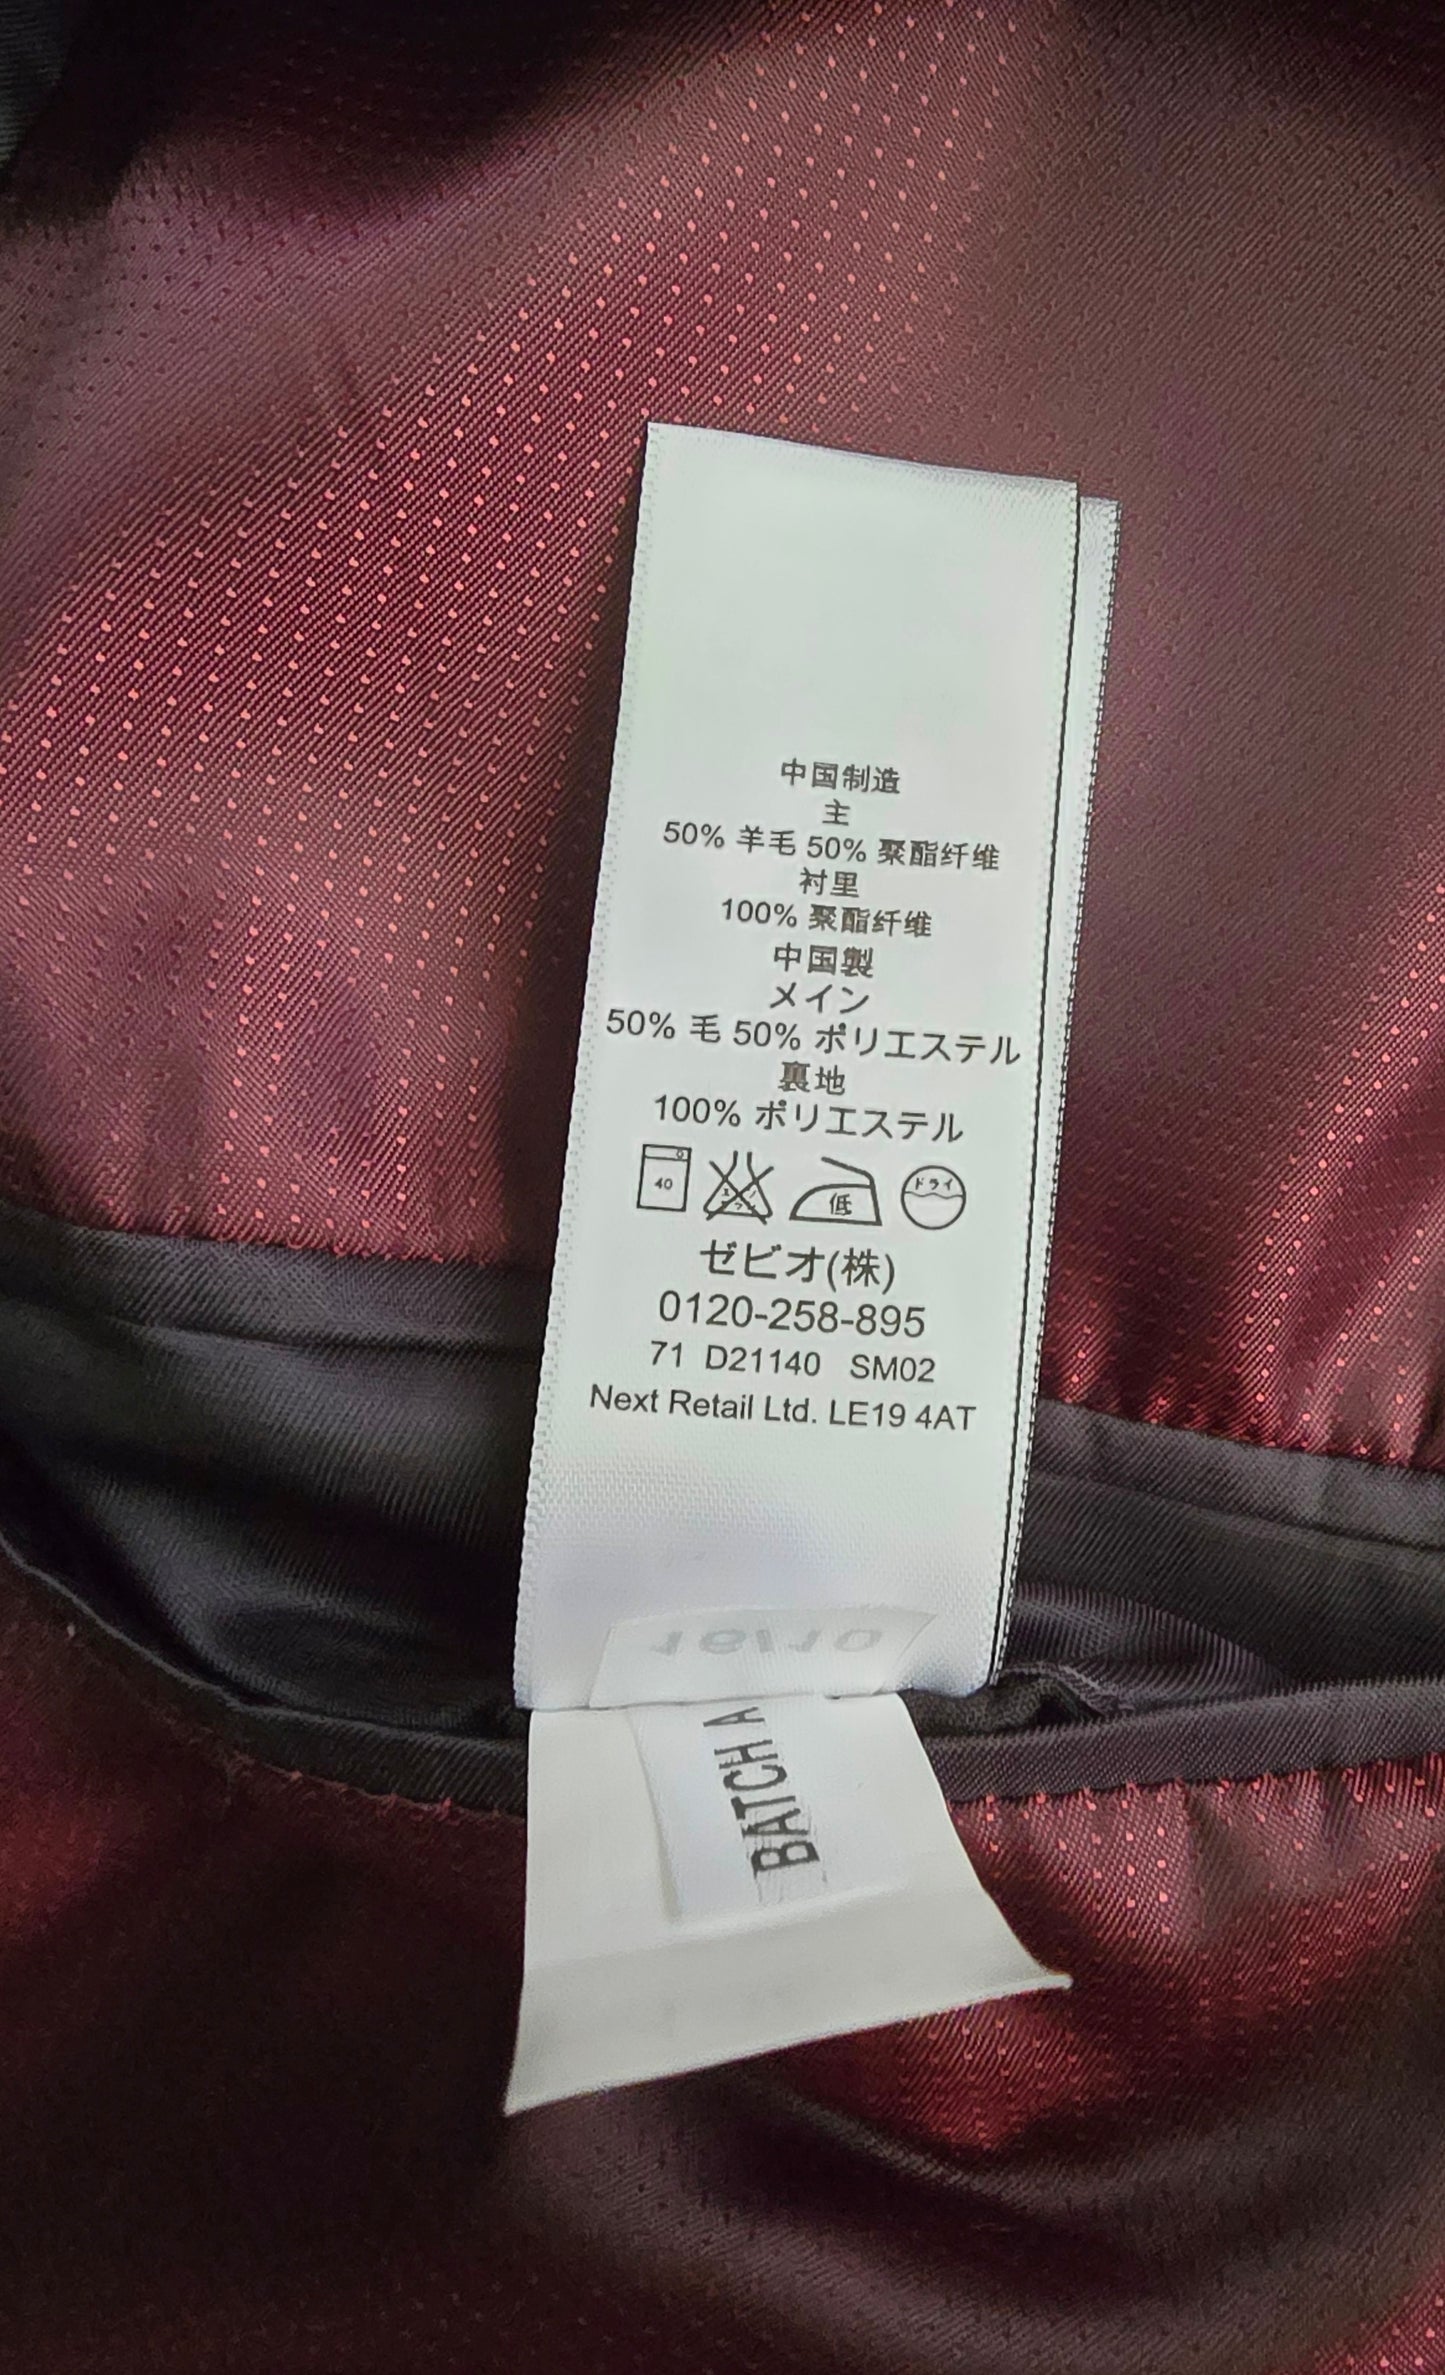 中国制造
主
50% 羊毛 50% 聚酯纤维
衬里
100% 聚酯纤维
中国製
メイン
50% 毛 50% ポリエステル
裏地
100% ポリエステル
40 低 ドライ
ゼビオ(株)
0120-258-895
71 D21140 SM02
Next Retail Ltd. LE19 4AT
16/10
BATCH A